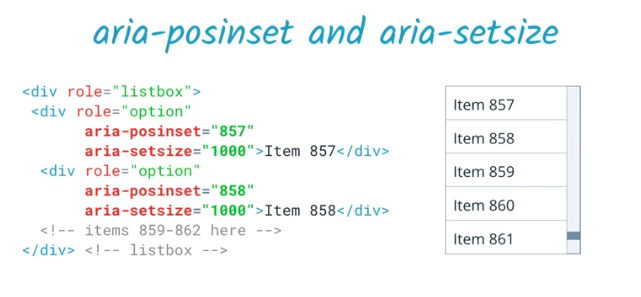 aria-posinset and aria-setsize
<div role="listbox">
<div role="option"
aria-posinset="857"
aria-setsize="1000">Item 857</div>
<div role="option"
aria-posinset="858"
aria-setsize="1000">Item 858</div>
<!-- items 859-862 here -->
</div> <!-- listbox -->
Item 857
Item 858
Item 859
Item 860
Item 861